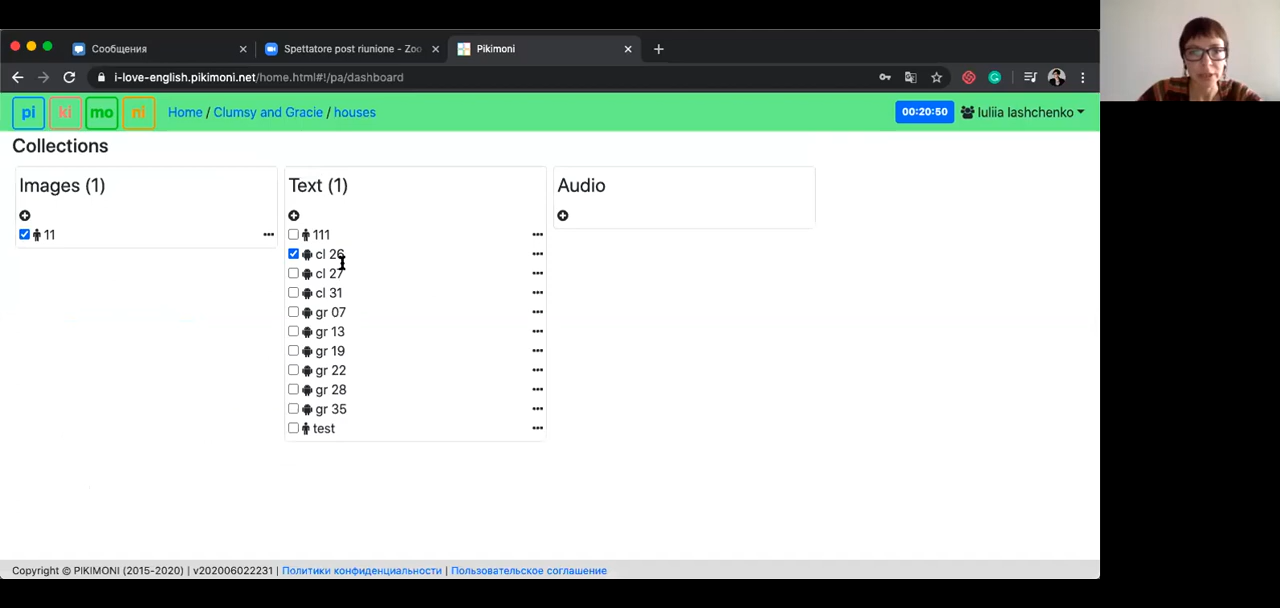 Сообщения
Spettatore post riunione - Zoo
Pikimoni
i-love-english.pikimoni.net/home.html#!/pa/dashboard
pi ki mo ni Home / Clumsy and Gracie / houses 00:20:50 Iuliia Iashchenko
Collections
Images (1)
11
Text (1)
111
cl 26
cl 27
cl 31
gr 07
gr 13
gr 19
gr 22
gr 28
gr 35
test
Audio
Copyright © PIKIMONI (2015-2020) | v202006022231 | Политики конфиденциальности | Пользовательское соглашение